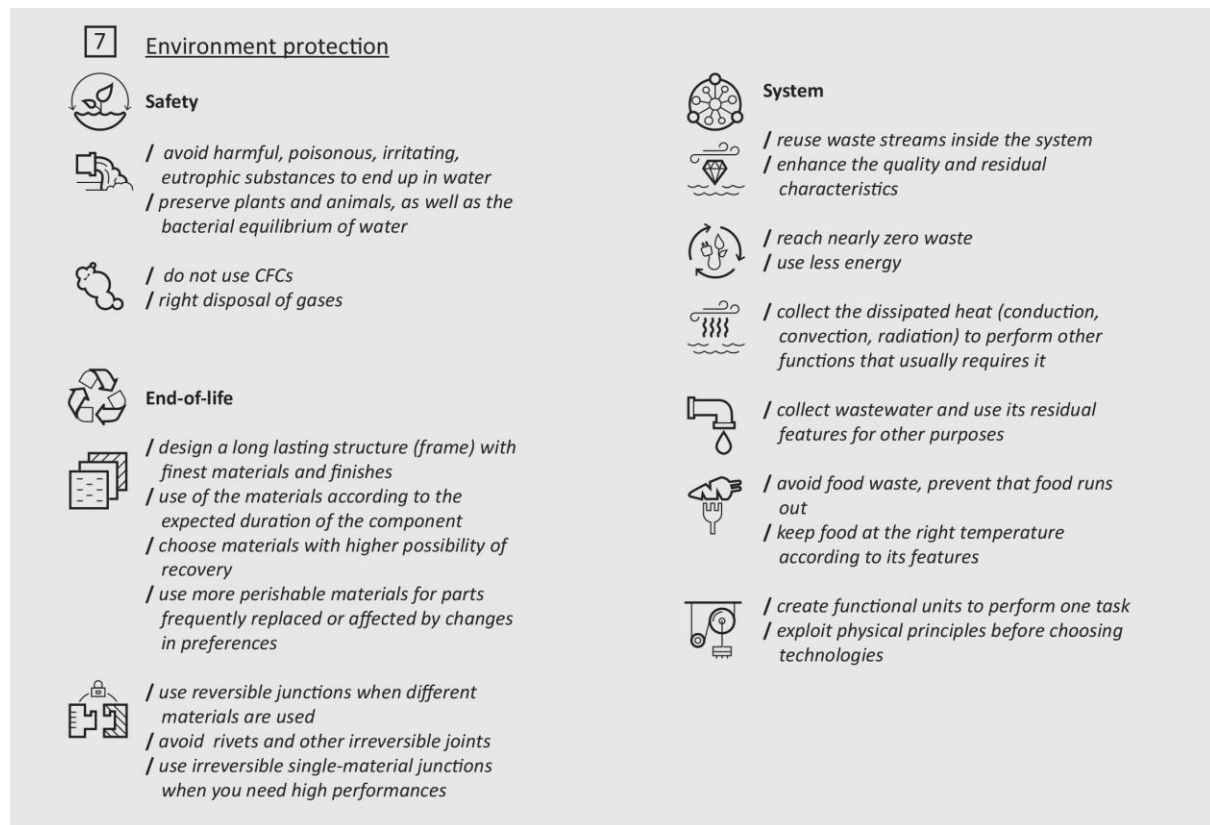 7 Environment protection
Safety
/ avoid harmful, poisonous, irritating,
eutrophic substances to end up in water
/ preserve plants and animals, as well as the
bacterial equilibrium of water
/ do not use CFCs
/ right disposal of gases
End-of-life
/ design a long lasting structure (frame) with
finest materials and finishes
/ use of the materials according to the
expected duration of the component
/ choose materials with higher possibility of
recovery
/ use more perishable materials for parts
frequently replaced or affected by changes
in preferences
/ use reversible junctions when different
materials are used
/ avoid rivets and other irreversible joints
/ use irreversible single-material junctions
when you need high performances
System
/ reuse waste streams inside the system
/ enhance the quality and residual
characteristics
/ reach nearly zero waste
/ use less energy
/ collect the dissipated heat (conduction,
convection, radiation) to perform other
functions that usually requires it
/ collect wastewater and use its residual
features for other purposes
/ avoid food waste, prevent that food runs
out
/ keep food at the right temperature
according to its features
/ create functional units to perform one task
/ exploit physical principles before choosing
technologies